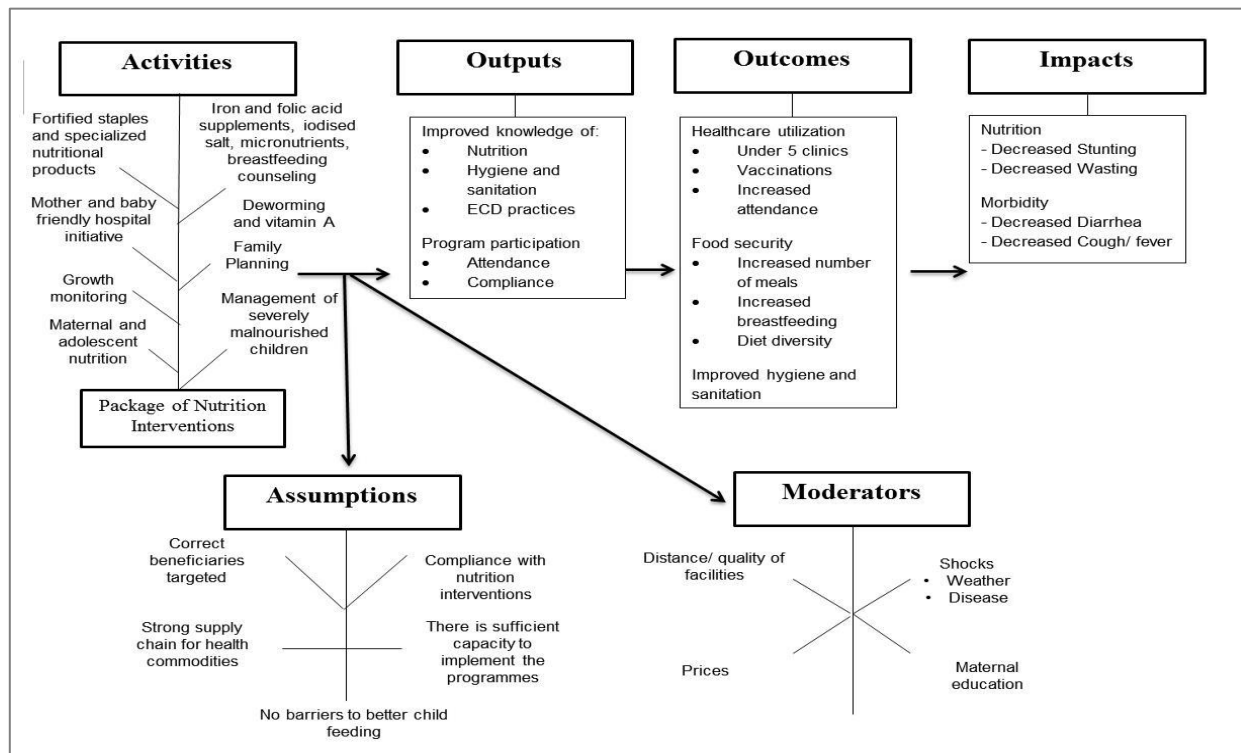 Activities
Fortified staples
and specialized
nutritional
products
Iron and folic acid
supplements, iodised
salt, micronutrients,
breastfeeding
counseling
Mother and baby
friendly hospital
initiative
Deworming
and vitamin A
Family
Planning
Growth
monitoring
Management of
severely
malnourished
children
Maternal and
adolescent
nutrition
Package of Nutrition
Interventions
Outputs
Improved knowledge of:
• Nutrition
• Hygiene and
sanitation
• ECD practices
Program participation
• Attendance
• Compliance
Outcomes
Healthcare utilization
• Under 5 clinics
• Vaccinations
• Increased
attendance
Food security
• Increased number
of meals
• Increased
breastfeeding
• Diet diversity
Improved hygiene and
sanitation
Impacts
Nutrition
- Decreased Stunting
- Decreased Wasting
Morbidity
- Decreased Diarrhea
- Decreased Cough/ fever
Assumptions
Correct
beneficiaries
targeted
Compliance with
nutrition
interventions
Strong supply
chain for health
commodities
There is sufficient
capacity to
implement the
programmes
No barriers to better child
feeding
Moderators
Distance/ quality of
facilities
Shocks
• Weather
• Disease
Prices
Maternal
education